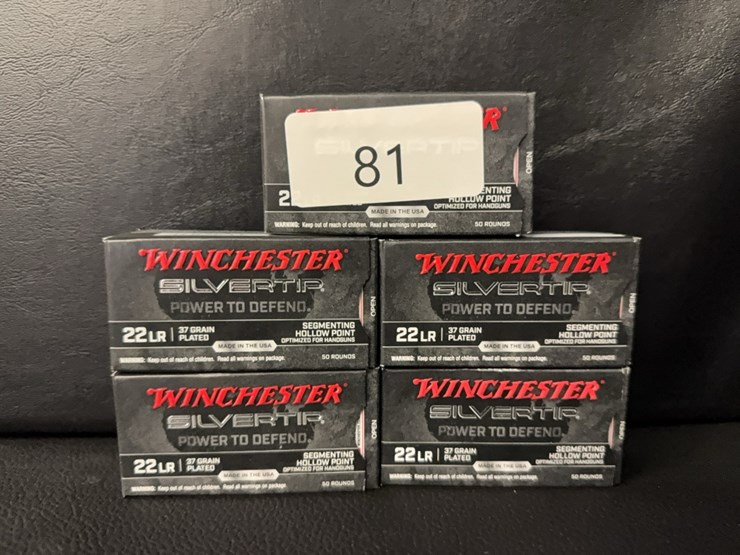 R
81
OPEN
22
SEGMENTING
HOLLOW POINT
OPTIMIZED FOR HANDGUNS
MADE IN THE USA
WARNING: Keep out of reach of children. Read all warnings on package.
50 ROUNDS
WINCHESTER
SILVERTIP
POWER TO DEFEND.
OPEN
22 LR
37 GRAIN
PLATED
SEGMENTING
HOLLOW POINT
OPTIMIZED FOR HANDGUNS
MADE IN THE USA
WARNING: Keep out of reach of children. Read all warnings on package.
50 ROUNDS
WINCHESTER
SILVERTIP
POWER TO DEFEND.
OPEN
22 LR
37 GRAIN
PLATED
SEGMENTING
HOLLOW POINT
OPTIMIZED FOR HANDGUNS
MADE IN THE USA
WARNING: Keep out of reach of children. Read all warnings on package.
50 ROUNDS
WINCHESTER
SILVERTIP
POWER TO DEFEND.
OPEN
22 LR
37 GRAIN
PLATED
SEGMENTING
HOLLOW POINT
OPTIMIZED FOR HANDGUNS
MADE IN THE USA
WARNING: Keep out of reach of children. Read all warnings on package.
50 ROUNDS
WINCHESTER
SILVERTIP
POWER TO DEFEND.
OPEN
22 LR
37 GRAIN
PLATED
SEGMENTING
HOLLOW POINT
OPTIMIZED FOR HANDGUNS
MADE IN THE USA
WARNING: Keep out of reach of children. Read all warnings on package.
50 ROUNDS